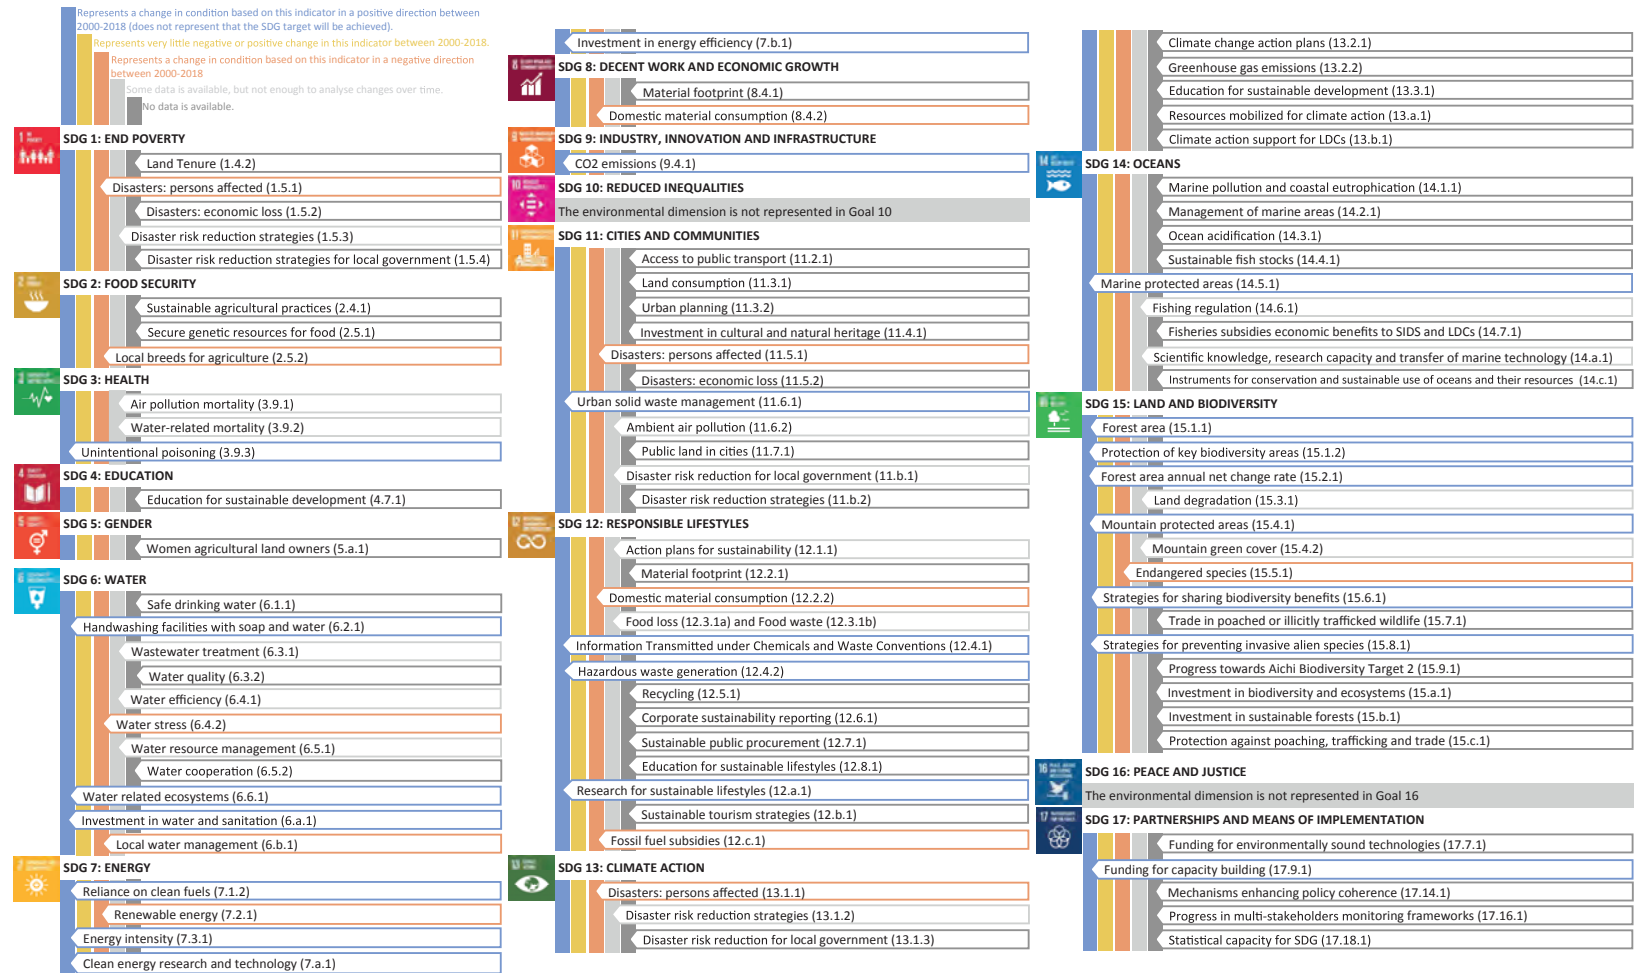 Represents a change in condition based on this indicator in a positive direction between
2000-2018 (does not represent that the SDG target will be achieved).
Represents very little negative or positive change in this indicator between 2000-2018.
Represents a change in condition based on this indicator in a negative direction
between 2000-2018
Some data is available, but not enough to analyse changes over time.
No data is available.
SDG 1: END POVERTY
Land Tenure (1.4.2)
Disasters: persons affected (1.5.1)
Disasters: economic loss (1.5.2)
Disaster risk reduction strategies (1.5.3)
Disaster risk reduction strategies for local government (1.5.4)
SDG 2: FOOD SECURITY
Sustainable agricultural practices (2.4.1)
Secure genetic resources for food (2.5.1)
Local breeds for agriculture (2.5.2)
SDG 3: HEALTH
Air pollution mortality (3.9.1)
Water-related mortality (3.9.2)
Unintentional poisoning (3.9.3)
SDG 4: EDUCATION
Education for sustainable development (4.7.1)
SDG 5: GENDER
Women agricultural land owners (5.a.1)
SDG 6: WATER
Safe drinking water (6.1.1)
Handwashing facilities with soap and water (6.2.1)
Wastewater treatment (6.3.1)
Water quality (6.3.2)
Water efficiency (6.4.1)
Water stress (6.4.2)
Water resource management (6.5.1)
Water cooperation (6.5.2)
Water related ecosystems (6.6.1)
Investment in water and sanitation (6.a.1)
Local water management (6.b.1)
SDG 7: ENERGY
Reliance on clean fuels (7.1.2)
Renewable energy (7.2.1)
Energy intensity (7.3.1)
Clean energy research and technology (7.a.1)
Investment in energy efficiency (7.b.1)
SDG 8: DECENT WORK AND ECONOMIC GROWTH
Material footprint (8.4.1)
Domestic material consumption (8.4.2)
SDG 9: INDUSTRY, INNOVATION AND INFRASTRUCTURE
CO2 emissions (9.4.1)
SDG 10: REDUCED INEQUALITIES
The environmental dimension is not represented in Goal 10
SDG 11: CITIES AND COMMUNITIES
Access to public transport (11.2.1)
Land consumption (11.3.1)
Urban planning (11.3.2)
Investment in cultural and natural heritage (11.4.1)
Disasters: persons affected (11.5.1)
Disasters: economic loss (11.5.2)
Urban solid waste management (11.6.1)
Ambient air pollution (11.6.2)
Public land in cities (11.7.1)
Disaster risk reduction for local government (11.b.1)
Disaster risk reduction strategies (11.b.2)
SDG 12: RESPONSIBLE LIFESTYLES
Action plans for sustainability (12.1.1)
Material footprint (12.2.1)
Domestic material consumption (12.2.2)
Food loss (12.3.1a) and Food waste (12.3.1b)
Information Transmitted under Chemicals and Waste Conventions (12.4.1)
Hazardous waste generation (12.4.2)
Recycling (12.5.1)
Corporate sustainability reporting (12.6.1)
Sustainable public procurement (12.7.1)
Education for sustainable lifestyles (12.8.1)
Research for sustainable lifestyles (12.a.1)
Sustainable tourism strategies (12.b.1)
Fossil fuel subsidies (12.c.1)
SDG 13: CLIMATE ACTION
Disasters: persons affected (13.1.1)
Disaster risk reduction strategies (13.1.2)
Disaster risk reduction for local government (13.1.3)
Climate change action plans (13.2.1)
Greenhouse gas emissions (13.2.2)
Education for sustainable development (13.3.1)
Resources mobilized for climate action (13.a.1)
Climate action support for LDCs (13.b.1)
SDG 14: OCEANS
Marine pollution and coastal eutrophication (14.1.1)
Management of marine areas (14.2.1)
Ocean acidification (14.3.1)
Sustainable fish stocks (14.4.1)
Marine protected areas (14.5.1)
Fishing regulation (14.6.1)
Fisheries subsidies economic benefits to SIDS and LDCs (14.7.1)
Scientific knowledge, research capacity and transfer of marine technology (14.a.1)
Instruments for conservation and sustainable use of oceans and their resources (14.c.1)
SDG 15: LAND AND BIODIVERSITY
Forest area (15.1.1)
Protection of key biodiversity areas (15.1.2)
Forest area annual net change rate (15.2.1)
Land degradation (15.3.1)
Mountain protected areas (15.4.1)
Mountain green cover (15.4.2)
Endangered species (15.5.1)
Strategies for sharing biodiversity benefits (15.6.1)
Trade in poached or illicitly trafficked wildlife (15.7.1)
Strategies for preventing invasive alien species (15.8.1)
Progress towards Aichi Biodiversity Target 2 (15.9.1)
Investment in biodiversity and ecosystems (15.a.1)
Investment in sustainable forests (15.b.1)
Protection against poaching, trafficking and trade (15.c.1)
SDG 16: PEACE AND JUSTICE
The environmental dimension is not represented in Goal 16
SDG 17: PARTNERSHIPS AND MEANS OF IMPLEMENTATION
Funding for environmentally sound technologies (17.7.1)
Funding for capacity building (17.9.1)
Mechanisms enhancing policy coherence (17.14.1)
Progress in multi-stakeholders monitoring frameworks (17.16.1)
Statistical capacity for SDG (17.18.1)